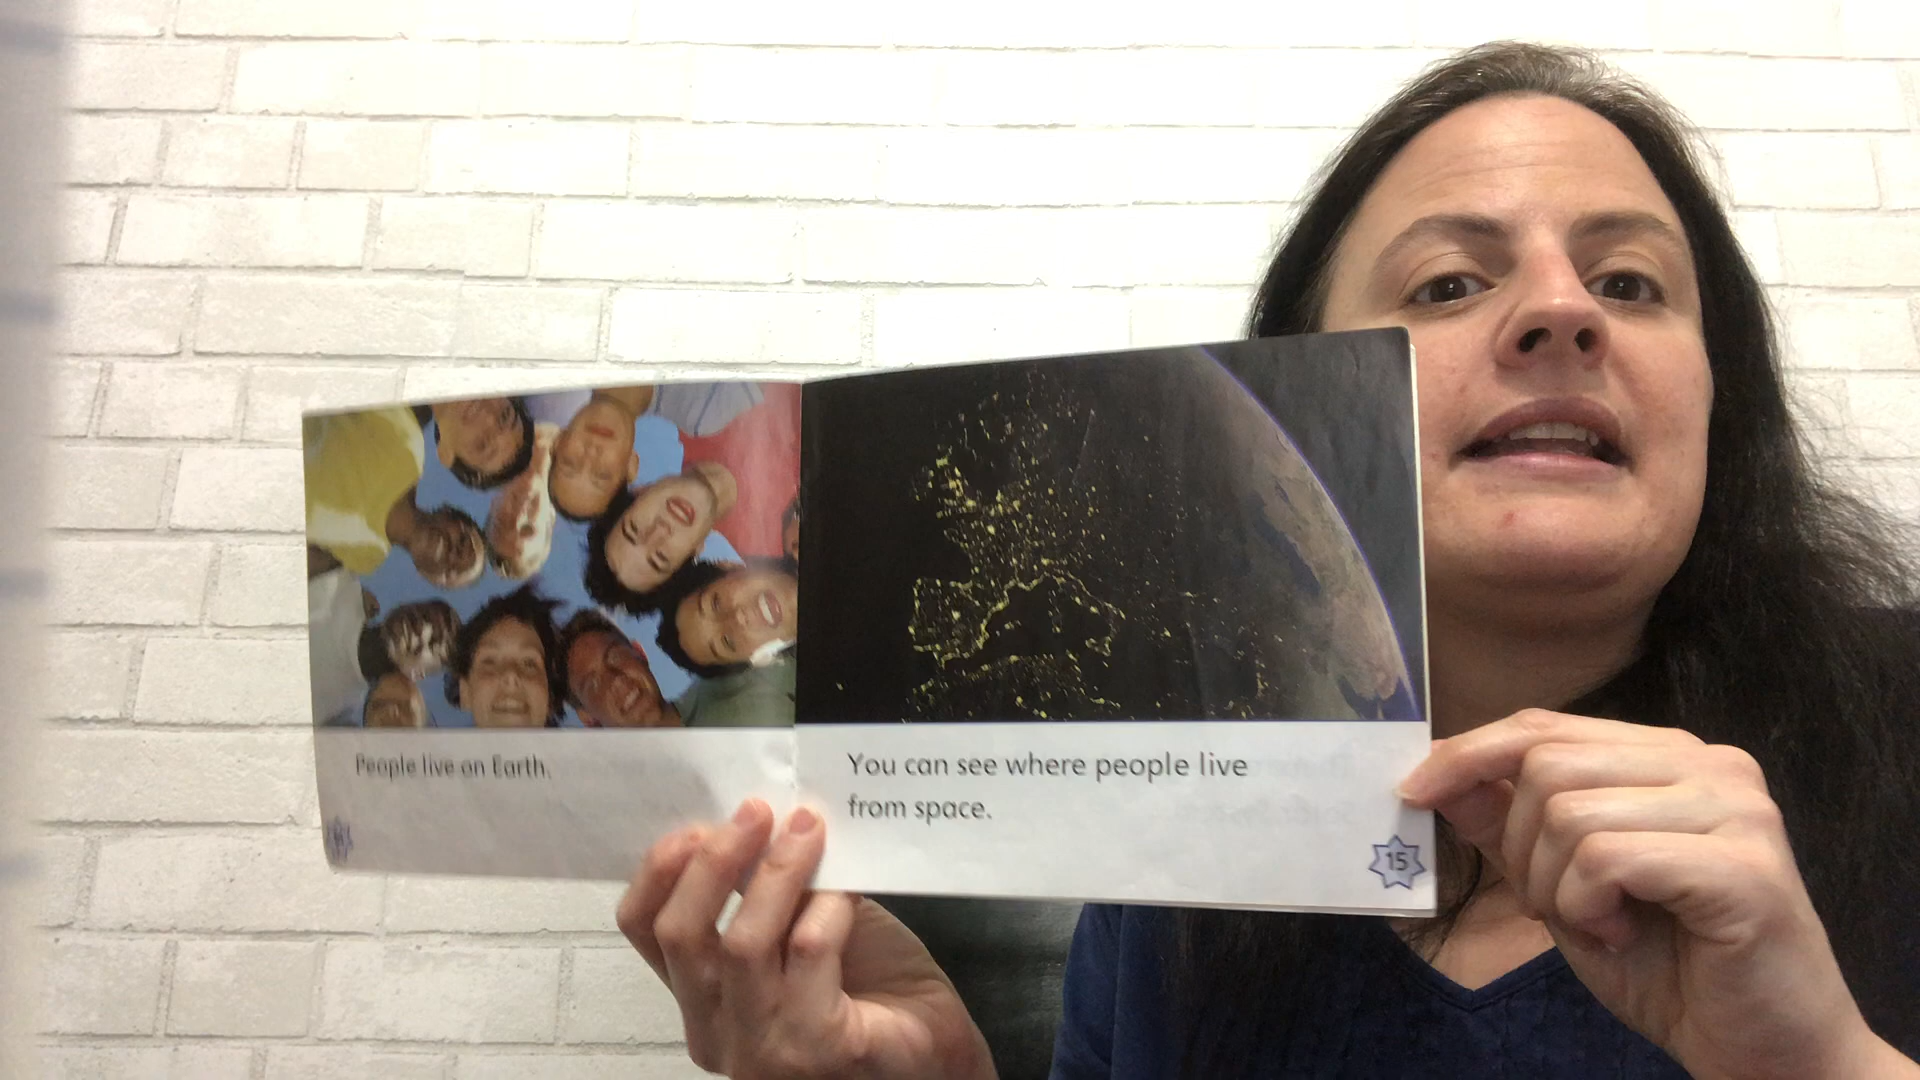 People live on Earth.
You can see where people live
from space.
15